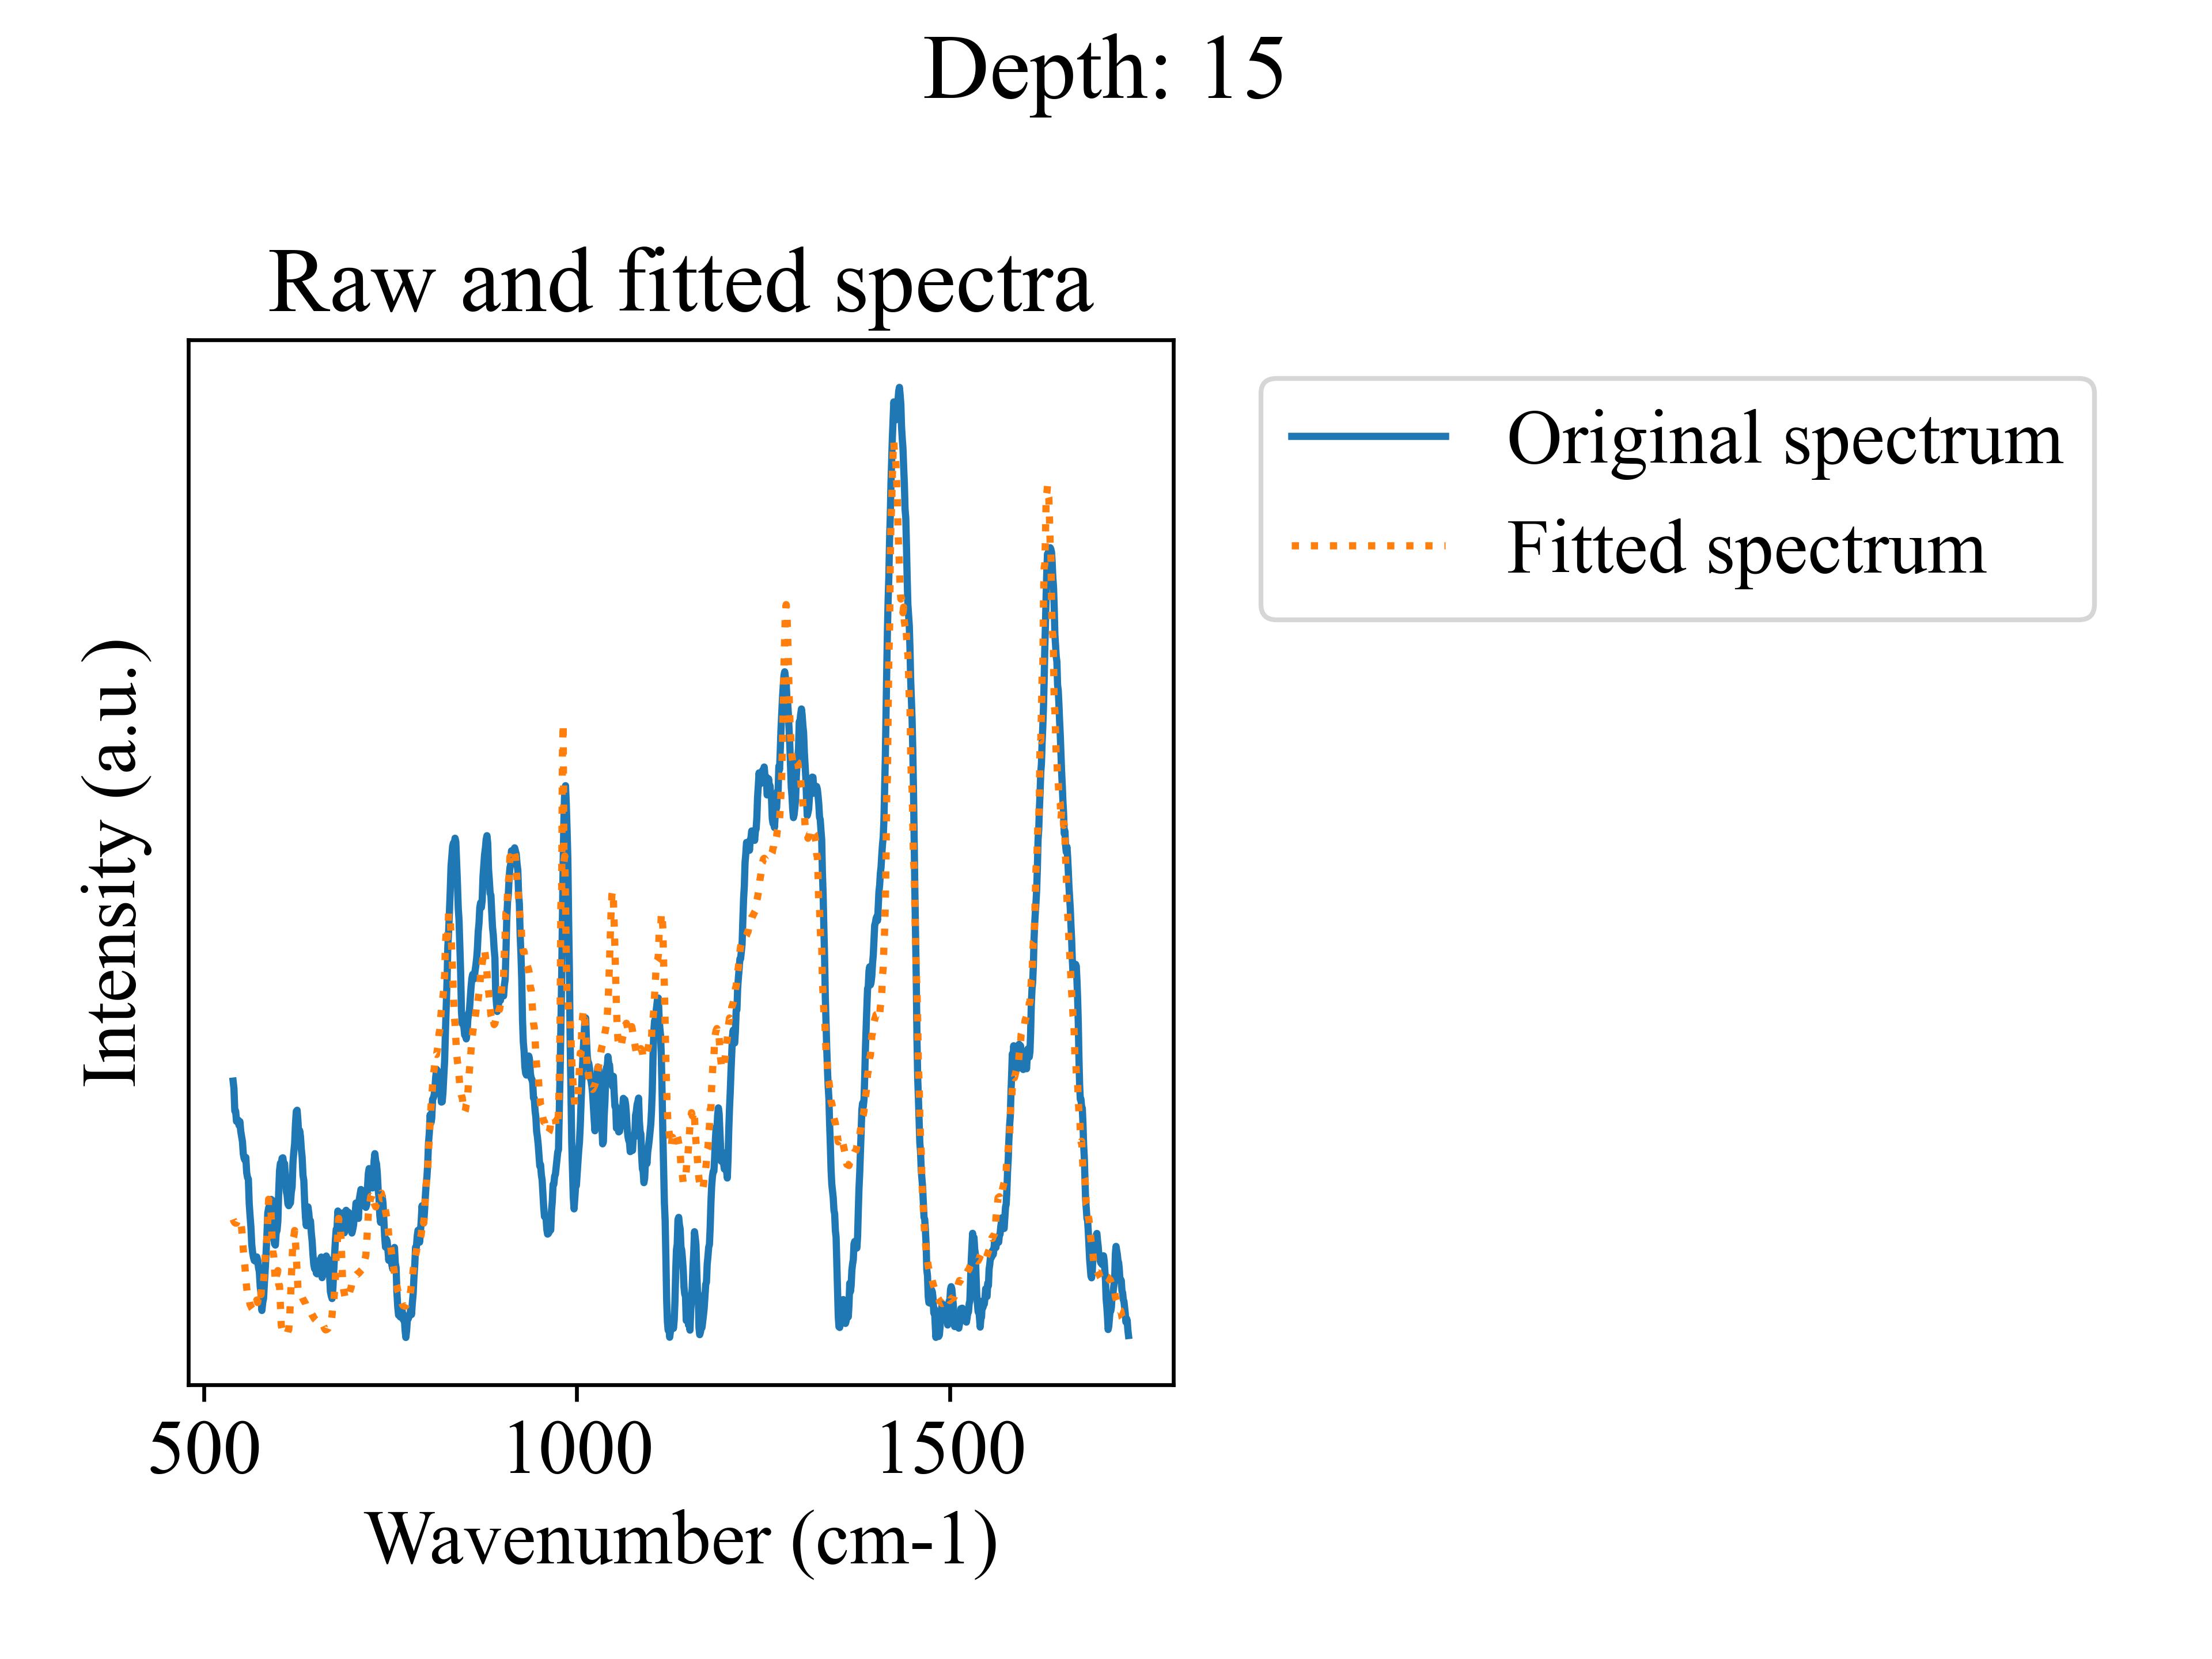 Depth: 15
Raw and fitted spectra
Original spectrum
Fitted spectrum
Intensity (a.u.)
500 1000 1500
Wavenumber (cm-1)